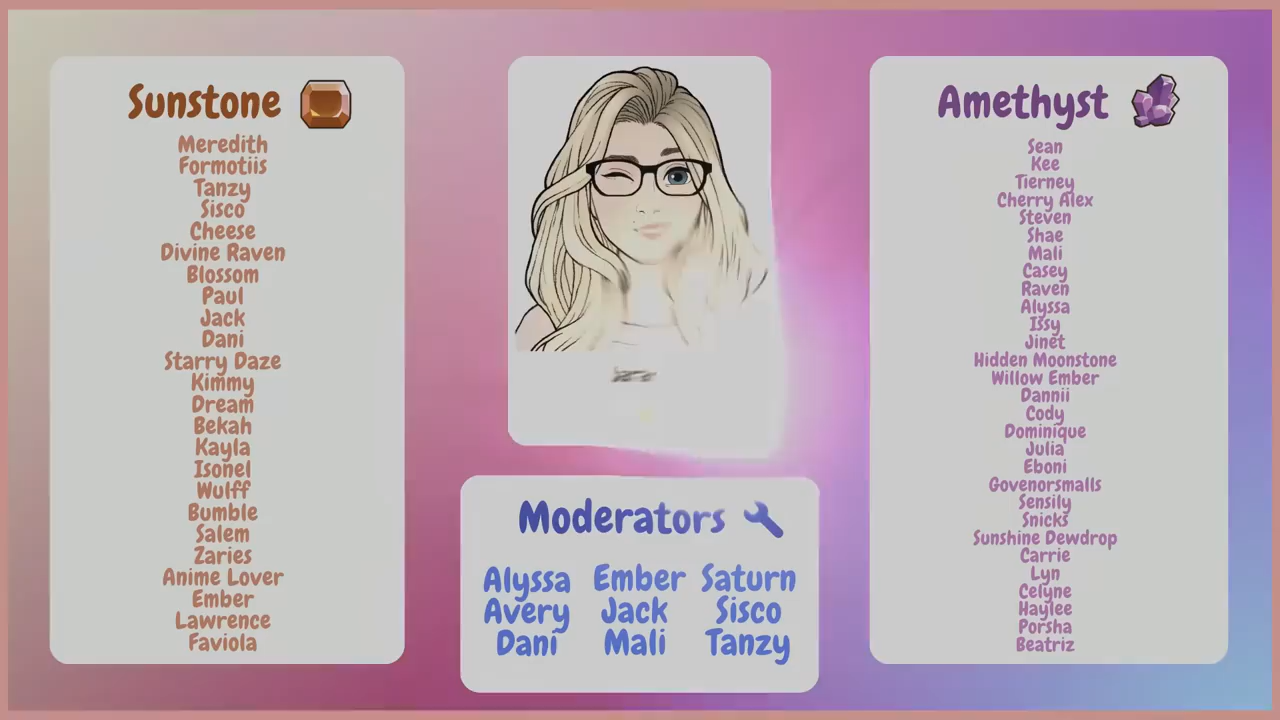 Sunstone
Meredith
Formotiis
Tanzy
Sisco
Cheese
Divine Raven
Blossom
Paul
Jack
Dani
Starry Daze
Kimmy
Dream
Bekah
Kayla
Isonel
Wulff
Bumble
Salem
Zaries
Anime Lover
Ember
Lawrence
Faviola
Moderators
Alyssa Ember Saturn
Avery Jack Sisco
Dani Mali Tanzy
Amethyst
Sean
Kee
Tierney
Cherry Alex
Steven
Shae
Mali
Casey
Raven
Alyssa
Issy
Jinet
Hidden Moonstone
Willow Ember
Dannii
Cody
Dominique
Julia
Eboni
Govenorsmalls
Sensily
Snicks
Sunshine Dewdrop
Carrie
Lyn
Celyne
Haylee
Porsha
Beatriz